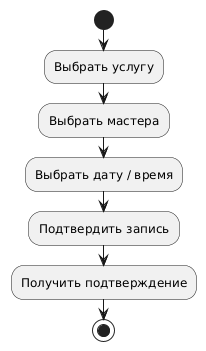 Выбрать услугу
Выбрать мастера
Выбрать дату / время
Подтвердить запись
Получить подтверждение